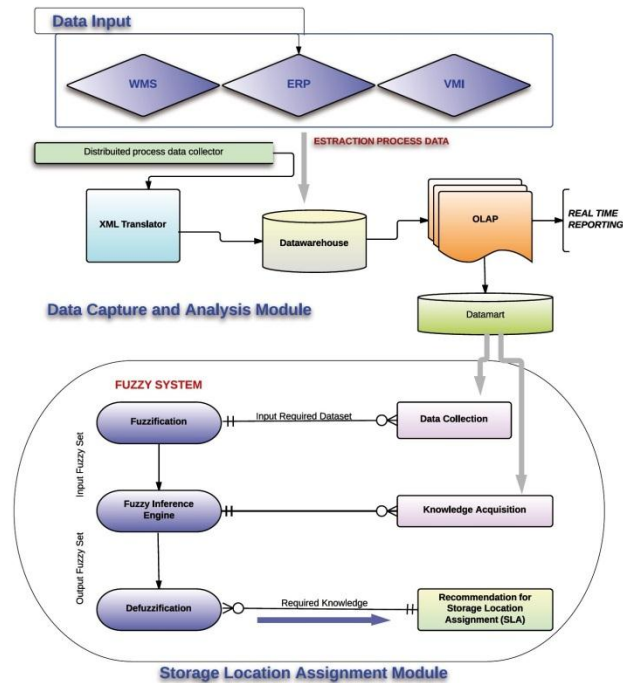 Data Input
WMS
ERP
VMI
ESTRACTION PROCESS DATA
Distribuited process data collector
XML Translator
Datawarehouse
OLAP
REAL TIME
REPORTING
Data Capture and Analysis Module
Datamart
FUZZY SYSTEM
Fuzzification
Input Required Dataset
Data Collection
Input Fuzzy Set
Fuzzy Inference
Engine
Knowledge Acquisition
Output Fuzzy Set
Defuzzification
Required Knowledge
Recommendation for
Storage Location
Assignment (SLA)
Storage Location Assignment Module